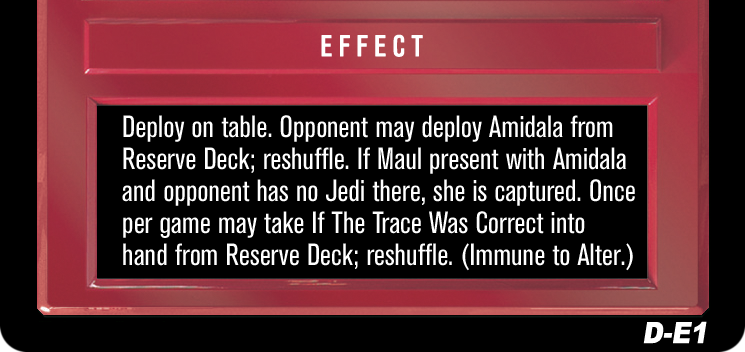 EFFECT
Deploy on table. Opponent may deploy Amidala from
Reserve Deck; reshuffle. If Maul present with Amidala
and opponent has no Jedi there, she is captured. Once
per game may take If The Trace Was Correct into
hand from Reserve Deck; reshuffle. (Immune to Alter.)
D-E1